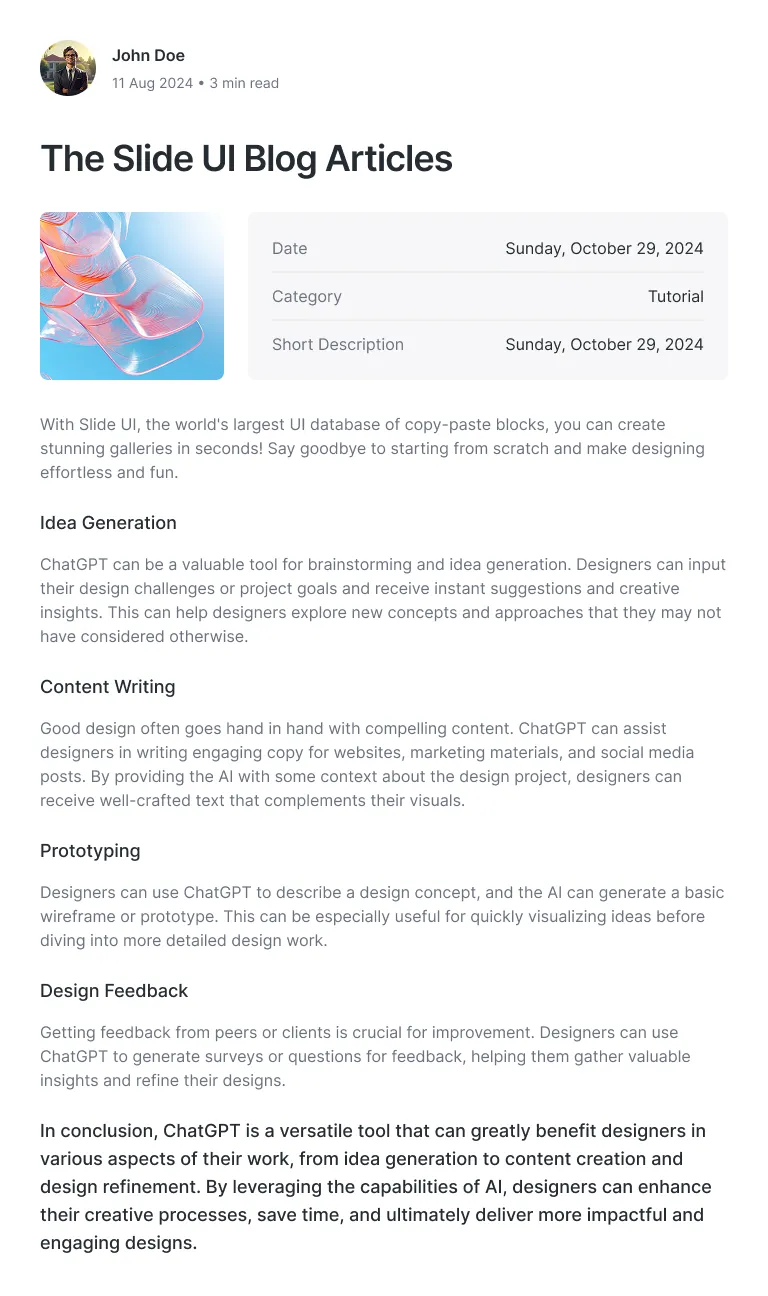 John Doe
11 Aug 2024 • 3 min read
The Slide UI Blog Articles
Date
Sunday, October 29, 2024
Category
Tutorial
Short Description
Sunday, October 29, 2024
With Slide UI, the world's largest UI database of copy-paste blocks, you can create
stunning galleries in seconds! Say goodbye to starting from scratch and make designing
effortless and fun.
Idea Generation
ChatGPT can be a valuable tool for brainstorming and idea generation. Designers can input
their design challenges or project goals and receive instant suggestions and creative
insights. This can help designers explore new concepts and approaches that they may not
have considered otherwise.
Content Writing
Good design often goes hand in hand with compelling content. ChatGPT can assist
designers in writing engaging copy for websites, marketing materials, and social media
posts. By providing the AI with some context about the design project, designers can
receive well-crafted text that complements their visuals.
Prototyping
Designers can use ChatGPT to describe a design concept, and the AI can generate a basic
wireframe or prototype. This can be especially useful for quickly visualizing ideas before
diving into more detailed design work.
Design Feedback
Getting feedback from peers or clients is crucial for improvement. Designers can use
ChatGPT to generate surveys or questions for feedback, helping them gather valuable
insights and refine their designs.
In conclusion, ChatGPT is a versatile tool that can greatly benefit designers in
various aspects of their work, from idea generation to content creation and
design refinement. By leveraging the capabilities of AI, designers can enhance
their creative processes, save time, and ultimately deliver more impactful and
engaging designs.